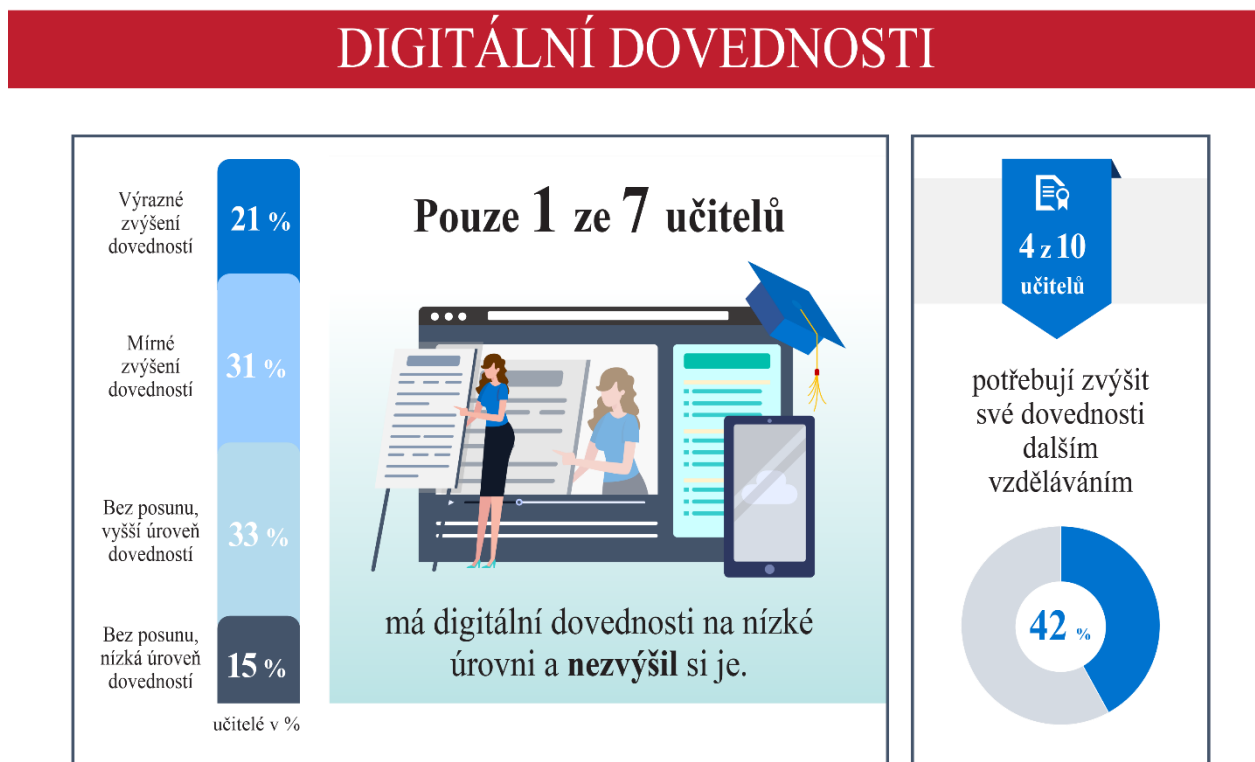 DIGITÁLNÍ DOVEDNOSTI
Výrazné
zvýšení
dovedností
21 %
Mírné
zvýšení
dovedností
31 %
Bez posunu,
vyšší úroveň
dovedností
33 %
Bez posunu,
nízká úroveň
dovedností
15 %
učitelé v %
Pouze 1 ze 7 učitelů
má digitální dovednosti na nízké
úrovni a nezvýšil si je.
4 z 10
učitelů
potřebují zvýšit
své dovednosti
dalším
vzděláváním
42 %